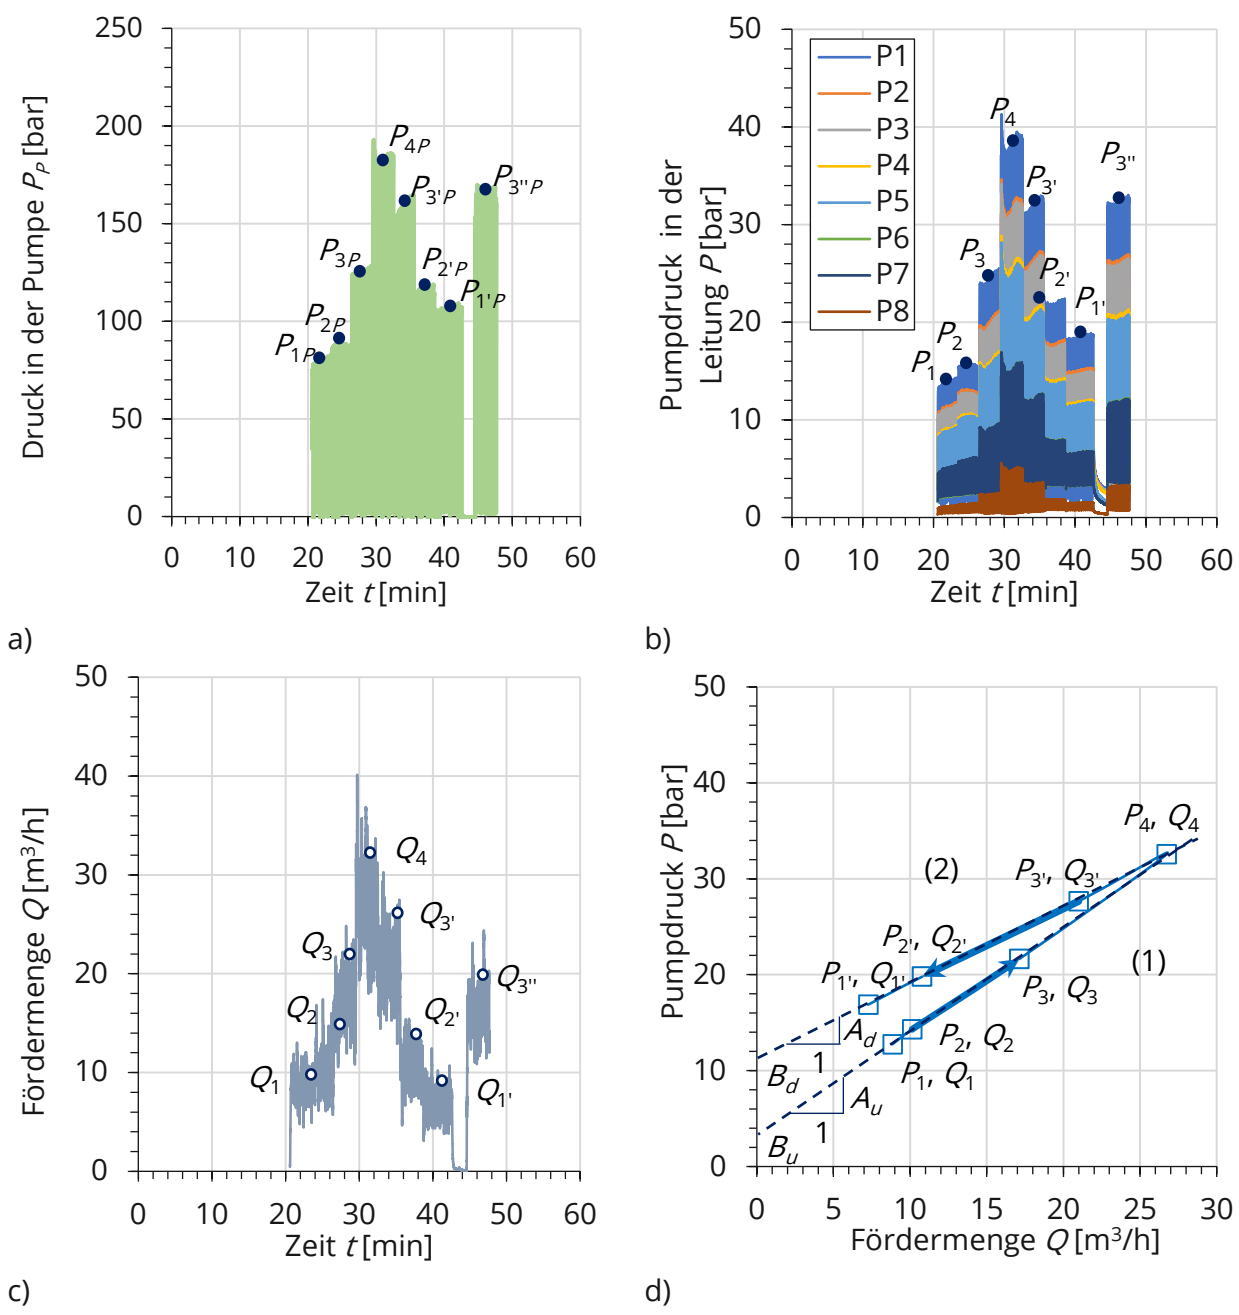 250
200
150
100
50
0
Druck in der Pumpe P_P [bar]
P_1P
P_2P
P_3P
P_4P
P_3'P
P_2'P
P_1'P
P_3''P
0 10 20 30 40 50 60
Zeit t [min]
a)
50
40
30
20
10
0
Pumpdruck in der
Leitung P [bar]
P1
P2
P3
P4
P5
P6
P7
P8
P_1
P_2
P_3
P_4
P_3'
P_2'
P_1'
P_3''
0 10 20 30 40 50 60
Zeit t [min]
b)
50
40
30
20
10
0
Fördermenge Q [m³/h]
Q_1
Q_2
Q_3
Q_4
Q_3'
Q_2'
Q_1'
Q_3''
0 10 20 30 40 50 60
Zeit t [min]
c)
50
40
30
20
10
0
Pumpdruck P [bar]
P_4, Q_4
(2)
P_3', Q_3'
P_2', Q_2'
(1)
P_1', Q_1'
P_3, Q_3
A_d
1
P_2, Q_2
B_d
P_1, Q_1
A_u
1
B_u
0 5 10 15 20 25 30
Fördermenge Q [m³/h]
d)